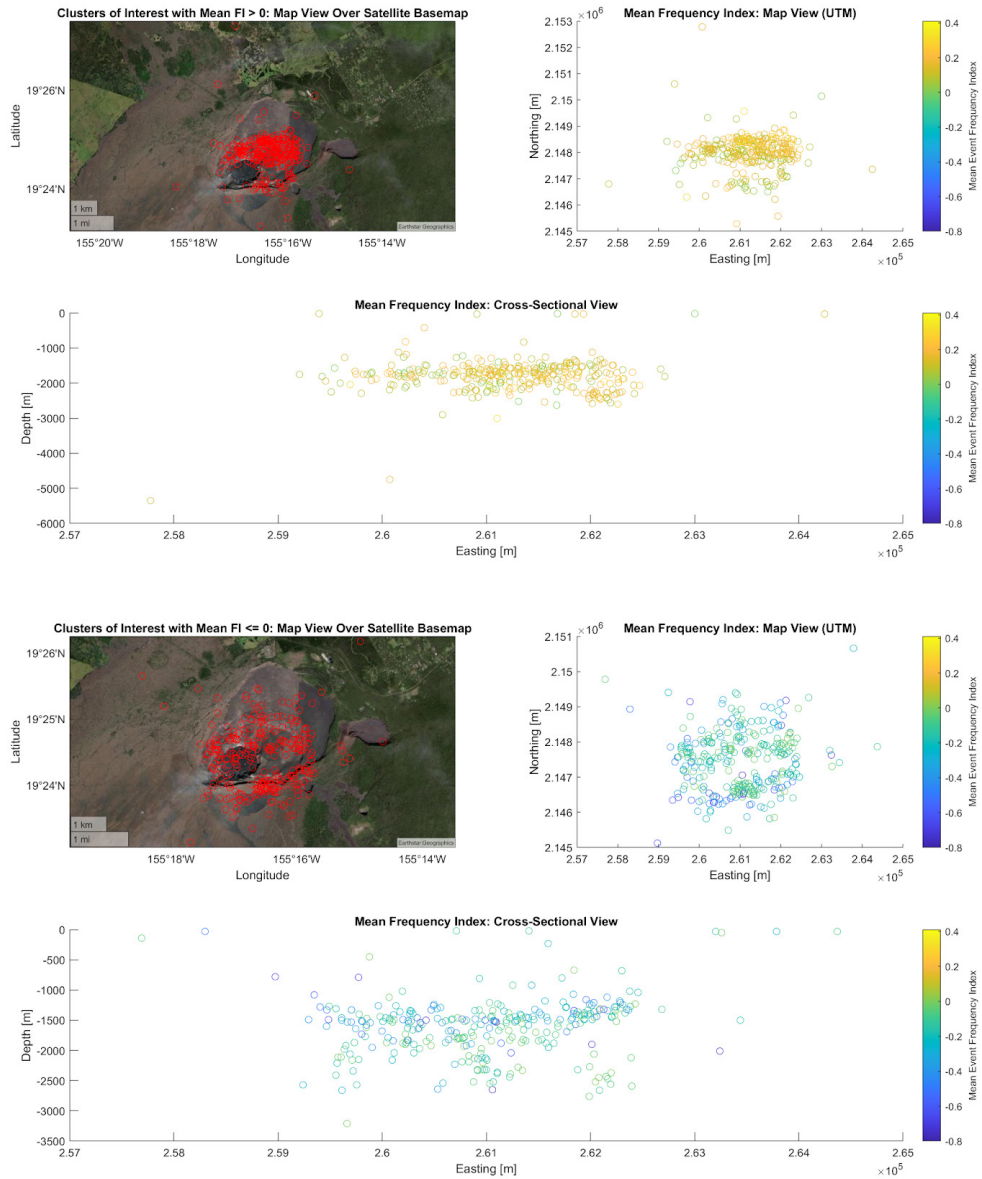 Clusters of Interest with Mean FI > 0: Map View Over Satellite Basemap
Latitude
19°26'N
19°24'N
1 km
1 mi
Earthstar Geographics
155°20'W 155°18'W 155°16'W 155°14'W
Longitude
Mean Frequency Index: Map View (UTM)
2.153 ×10⁶
2.152
2.151
2.15
2.149
2.148
2.147
2.146
2.145
Northing [m]
2.57 2.58 2.59 2.6 2.61 2.62 2.63 2.64 2.65
Easting [m]
×10⁵
0.4
0.2
0
-0.2
-0.4
-0.6
-0.8
Mean Event Frequency Index
Mean Frequency Index: Cross-Sectional View
0
-1000
-2000
-3000
-4000
-5000
-6000
Depth [m]
2.57 2.58 2.59 2.6 2.61 2.62 2.63 2.64 2.65
Easting [m]
×10⁵
0.4
0.2
0
-0.2
-0.4
-0.6
-0.8
Mean Event Frequency Index
Clusters of Interest with Mean FI <= 0: Map View Over Satellite Basemap
Latitude
19°26'N
19°25'N
19°24'N
1 km
1 mi
Earthstar Geographics
155°18'W 155°16'W 155°14'W
Longitude
Mean Frequency Index: Map View (UTM)
2.151 ×10⁶
2.15
2.149
2.148
2.147
2.146
2.145
Northing [m]
2.57 2.58 2.59 2.6 2.61 2.62 2.63 2.64 2.65
Easting [m]
×10⁵
0.4
0.2
0
-0.2
-0.4
-0.6
-0.8
Mean Event Frequency Index
Mean Frequency Index: Cross-Sectional View
0
-500
-1000
-1500
-2000
-2500
-3000
-3500
Depth [m]
2.57 2.58 2.59 2.6 2.61 2.62 2.63 2.64 2.65
Easting [m]
×10⁵
0.4
0.2
0
-0.2
-0.4
-0.6
-0.8
Mean Event Frequency Index